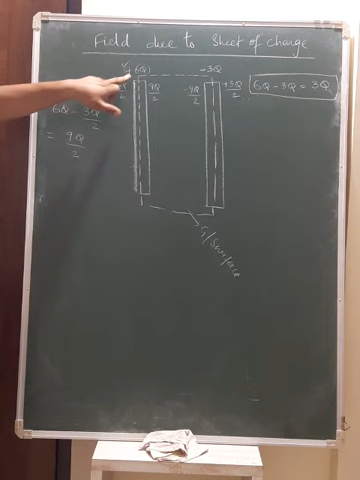 Field due to Sheet of charge
6Q
-3Q
9Q/2
-9Q/2
+3Q/2
6Q - 3Q = 3Q
6Q - 3Q/2
= 9Q/2
G/Surface